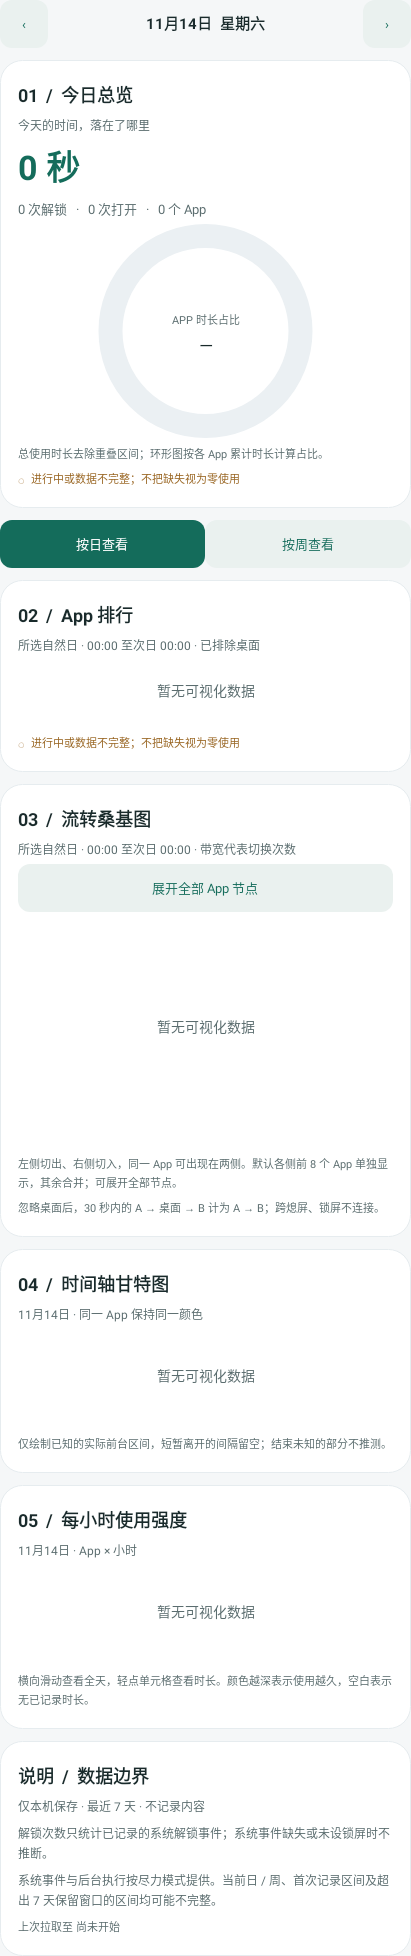 ‹
11月14日 星期六
›
01 / 今日总览
今天的时间，落在了哪里
0 秒
0 次解锁 · 0 次打开 · 0 个 App
APP 时长占比
—
总使用时长去除重叠区间；环形图按各 App 累计时长计算占比。
进行中或数据不完整；不把缺失视为零使用
按日查看
按周查看
02 / App 排行
所选自然日 · 00:00 至次日 00:00 · 已排除桌面
暂无可视化数据
进行中或数据不完整；不把缺失视为零使用
03 / 流转桑基图
所选自然日 · 00:00 至次日 00:00 · 带宽代表切换次数
展开全部 App 节点
暂无可视化数据
左侧切出、右侧切入，同一 App 可出现在两侧。默认各侧前 8 个 App 单独显
示，其余合并；可展开全部节点。
忽略桌面后，30 秒内的 A → 桌面 → B 计为 A → B；跨熄屏、锁屏不连接。
04 / 时间轴甘特图
11月14日 · 同一 App 保持同一颜色
暂无可视化数据
仅绘制已知的实际前台区间，短暂离开的间隔留空；结束未知的部分不推测。
05 / 每小时使用强度
11月14日 · App × 小时
暂无可视化数据
横向滑动查看全天，轻点单元格查看时长。颜色越深表示使用越久，空白表示
无已记录时长。
说明 / 数据边界
仅本机保存 · 最近 7 天 · 不记录内容
解锁次数只统计已记录的系统解锁事件；系统事件缺失或未设锁屏时不
推断。
系统事件与后台执行按尽力模式提供。当前日 / 周、首次记录区间及超
出 7 天保留窗口的区间均可能不完整。
上次拉取至 尚未开始